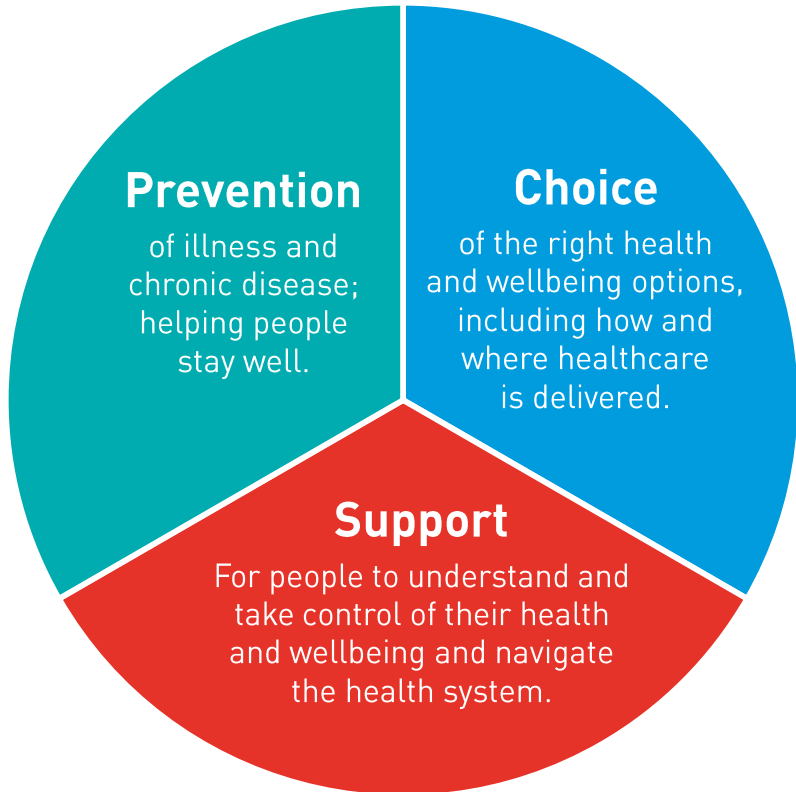 Prevention
of illness and
chronic disease;
helping people
stay well.
Choice
of the right health
and wellbeing options,
including how and
where healthcare
is delivered.
Support
For people to understand and
take control of their health
and wellbeing and navigate
the health system.